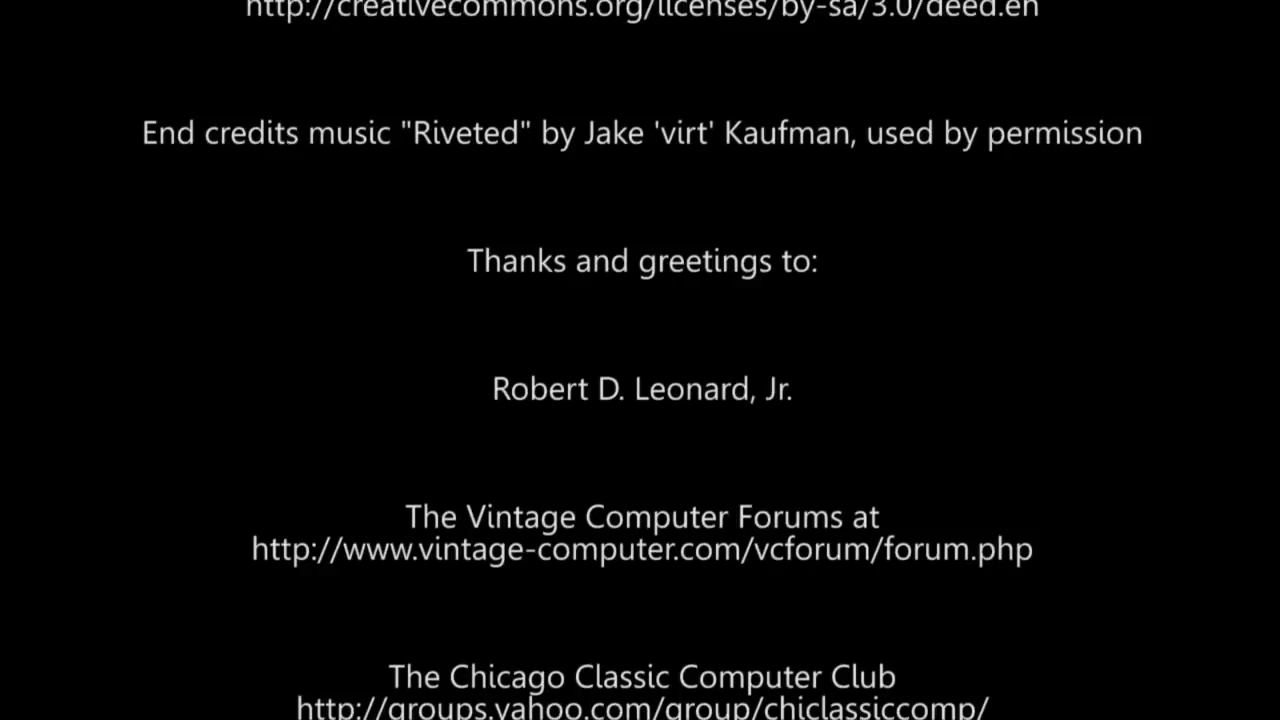 http://creativecommons.org/licenses/by-sa/3.0/deed.en
End credits music "Riveted" by Jake 'virt' Kaufman, used by permission
Thanks and greetings to:
Robert D. Leonard, Jr.
The Vintage Computer Forums at
http://www.vintage-computer.com/vcforum/forum.php
The Chicago Classic Computer Club
http://groups.yahoo.com/group/chiclassiccomp/